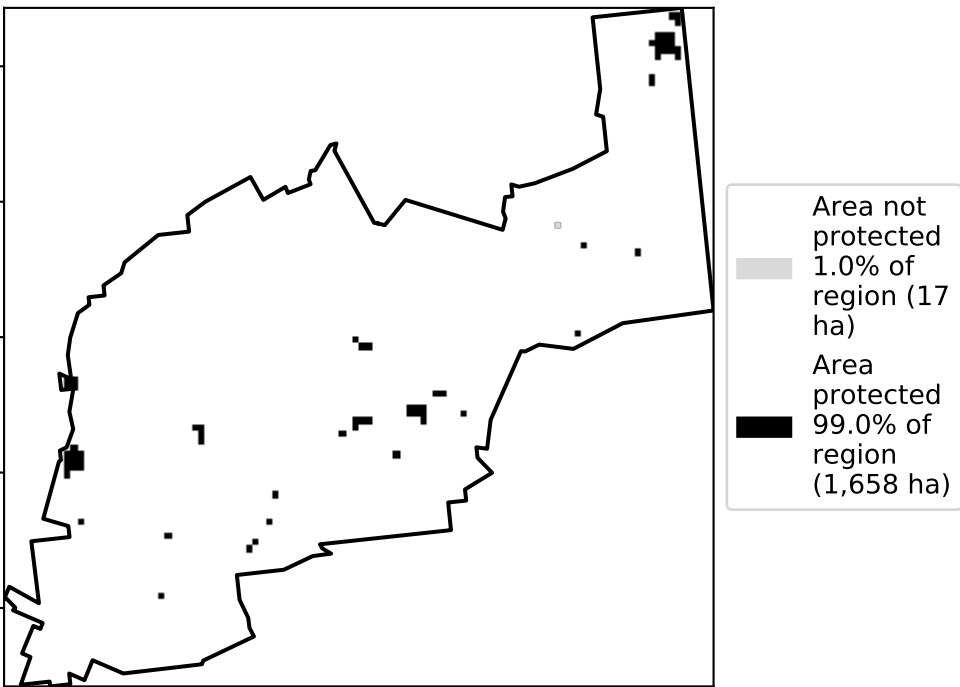 Area not
protected
1.0% of
region (17
ha)
Area
protected
99.0% of
region
(1,658 ha)